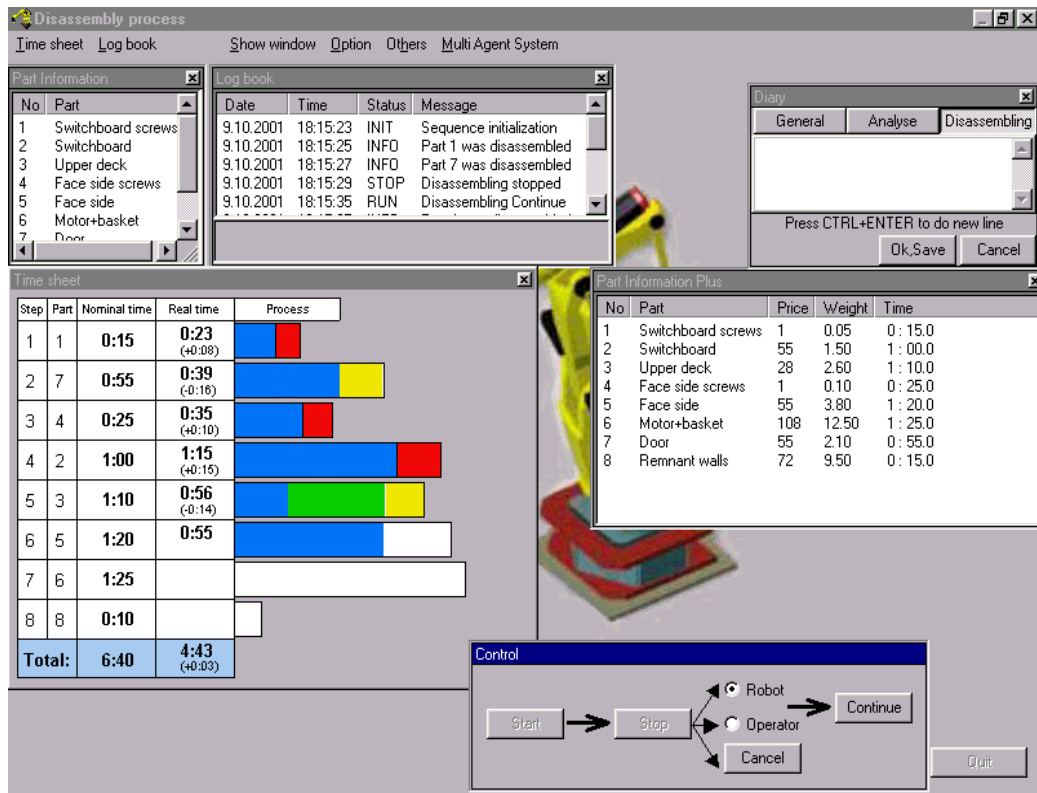 Disassembly process
Time sheet Log book Show window Option Others Multi Agent System
Part Information
No Part
1 Switchboard screws
2 Switchboard
3 Upper deck
4 Face side screws
5 Face side
6 Motor+basket
7 Door
Log book
Date Time Status Message
9.10.2001 18:15:23 INIT Sequence initialization
9.10.2001 18:15:25 INFO Part 1 was disassembled
9.10.2001 18:15:27 INFO Part 7 was disassembled
9.10.2001 18:15:29 STOP Disassembling stopped
9.10.2001 18:15:35 RUN Disassembling Continue
Diary
General Analyse Disassembling
Press CTRL+ENTER to do new line
Ok,Save Cancel
Time sheet
Step Part Nominal time Real time Process
1 1 0:15 0:23
(+0:08)
2 7 0:55 0:39
(-0:16)
3 4 0:25 0:35
(+0:10)
4 2 1:00 1:15
(+0:15)
5 3 1:10 0:56
(-0:14)
6 5 1:20 0:55
7 6 1:25
8 8 0:10
Total: 6:40 4:43
(+0:03)
Part Information Plus
No Part Price Weight Time
1 Switchboard screws 1 0.05 0 : 15.0
2 Switchboard 55 1.50 1 : 00.0
3 Upper deck 28 2.60 1 : 10.0
4 Face side screws 1 0.10 0 : 25.0
5 Face side 55 3.80 1 : 20.0
6 Motor+basket 108 12.50 1 : 25.0
7 Door 55 2.10 0 : 55.0
8 Remnant walls 72 9.50 0 : 15.0
Control
Start Stop Robot Continue
Operator
Cancel
Quit